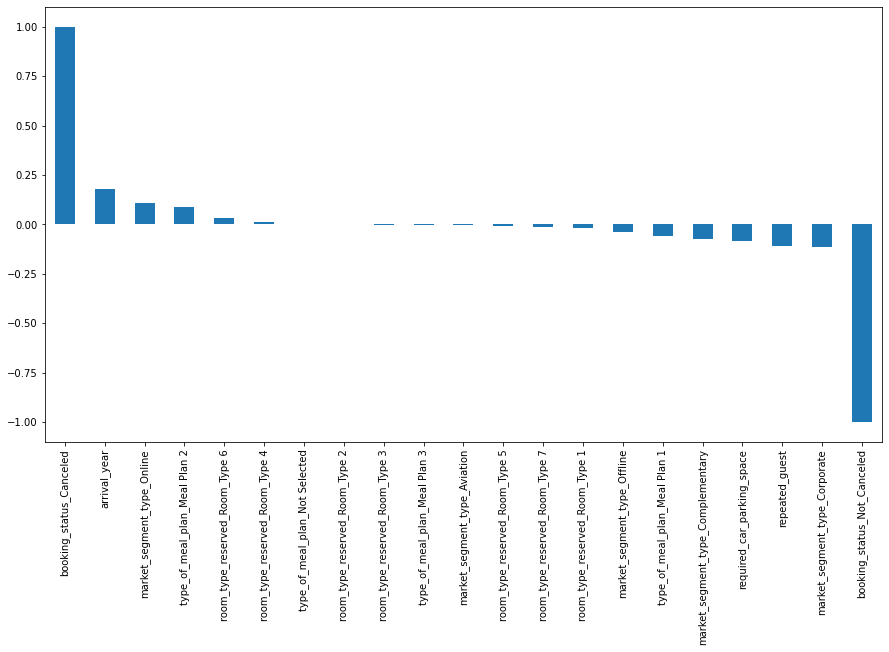 1.00
0.75
0.50
0.25
0.00
−0.25
−0.50
−0.75
−1.00
booking_status_Canceled
arrival_year
market_segment_type_Online
type_of_meal_plan_Meal Plan 2
room_type_reserved_Room_Type 6
room_type_reserved_Room_Type 4
type_of_meal_plan_Not Selected
room_type_reserved_Room_Type 2
room_type_reserved_Room_Type 3
type_of_meal_plan_Meal Plan 3
market_segment_type_Aviation
room_type_reserved_Room_Type 5
room_type_reserved_Room_Type 7
room_type_reserved_Room_Type 1
market_segment_type_Offline
type_of_meal_plan_Meal Plan 1
market_segment_type_Complementary
required_car_parking_space
repeated_guest
market_segment_type_Corporate
booking_status_Not_Canceled